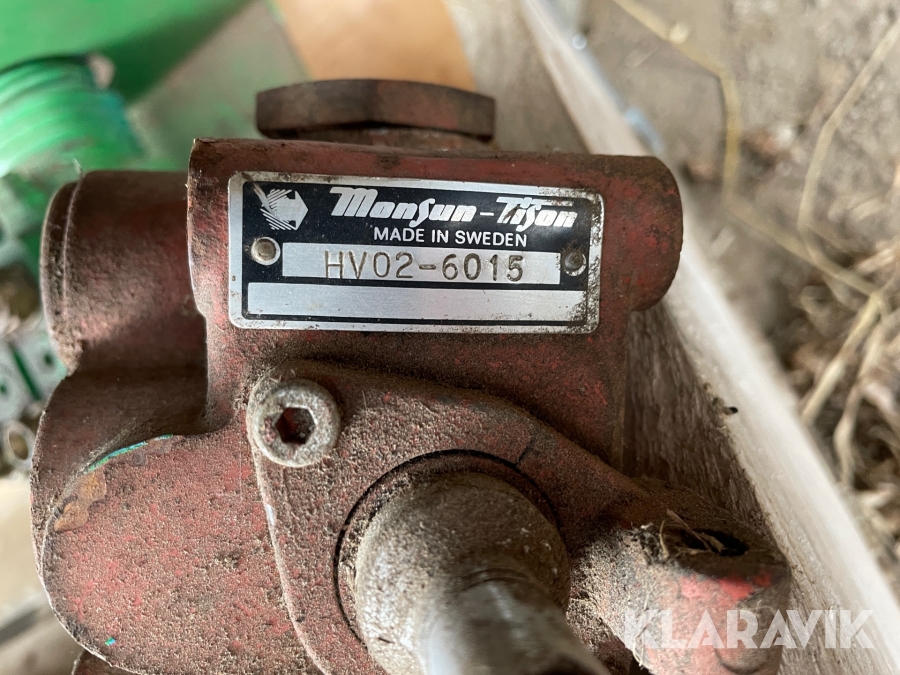 Monsun-Tison
MADE IN SWEDEN
HV02-6015
KLARAVIK